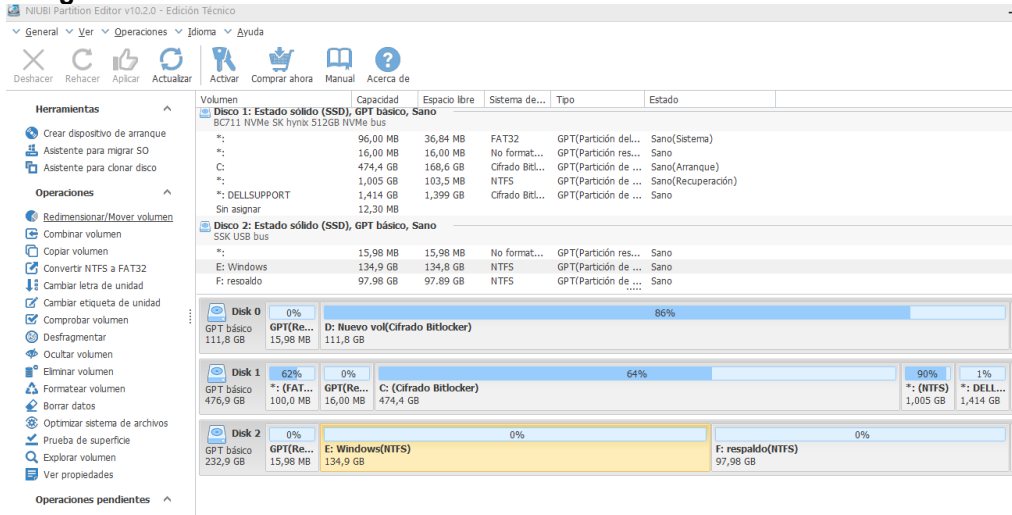 NIUBI Partition Editor v10.2.0 - Edición Técnico
General Ver Operaciones Idioma Ayuda
Deshacer Rehacer Aplicar Actualizar Activar Comprar ahora Manual Acerca de
Herramientas
Crear dispositivo de arranque
Asistente para migrar SO
Asistente para clonar disco
Operaciones
Redimensionar/Mover volumen
Combinar volumen
Copiar volumen
Convertir NTFS a FAT32
Cambiar letra de unidad
Cambiar etiqueta de unidad
Comprobar volumen
Desfragmentar
Ocultar volumen
Eliminar volumen
Formatear volumen
Borrar datos
Optimizar sistema de archivos
Prueba de superficie
Explorar volumen
Ver propiedades
Operaciones pendientes
Volumen Capacidad Espacio libre Sistema de... Tipo Estado
Disco 1: Estado sólido (SSD), GPT básico, Sano
BC711 NVMe SK hynix 512GB NVMe bus
*: 96,00 MB 36,84 MB FAT32 GPT(Partición del... Sano(Sistema)
*: 16,00 MB 16,00 MB No format... GPT(Partición res... Sano
C: 474,4 GB 168,6 GB Cifrado Bitl... GPT(Partición de ... Sano(Arranque)
*: 1,005 GB 103,5 MB NTFS GPT(Partición de ... Sano(Recuperación)
*: DELLSUPPORT 1,414 GB 1,399 GB Cifrado Bitl... GPT(Partición de ... Sano
Sin asignar 12,30 MB
Disco 2: Estado sólido (SSD), GPT básico, Sano
SSK USB bus
*: 15,98 MB 15,98 MB No format... GPT(Partición res... Sano
E: Windows 134,9 GB 134,8 GB NTFS GPT(Partición de ... Sano
F: respaldo 97,98 GB 97,89 GB NTFS GPT(Partición de ... Sano
Disk 0 0% 86%
GPT básico GPT(Re... D: Nuevo vol(Cifrado Bitlocker)
111,8 GB 15,98 MB 111,8 GB
Disk 1 62% 0% 64% 90% 1%
GPT básico *: (FAT... GPT(Re... C: (Cifrado Bitlocker) *: (NTFS) *: DELL...
476,9 GB 100,0 MB 16,00 MB 474,4 GB 1,005 GB 1,414 GB
Disk 2 0% 0% 0%
GPT básico GPT(Re... E: Windows(NTFS) F: respaldo(NTFS)
232,9 GB 15,98 MB 134,9 GB 97,98 GB